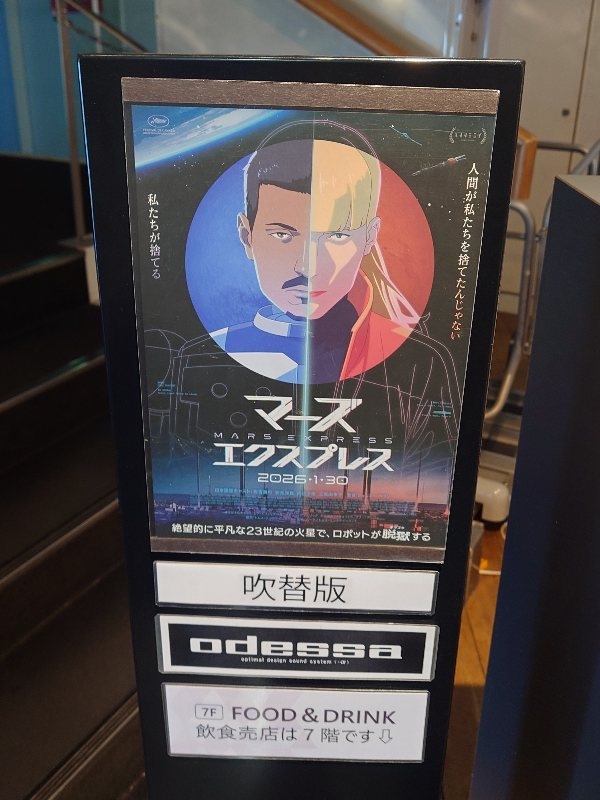 FESTIVAL DE CANNES
ANNECY
人間が私たちを捨てたんじゃない
私たちが捨てる
マーズ
MARS EXPRESS
エクスプレス
2026・1・30
絶望的に平凡な23世紀の火星で、ロボットが脱獄する
吹替版
odessa
optimal design sound system
7F FOOD & DRINK
飲食売店は7階です⇩